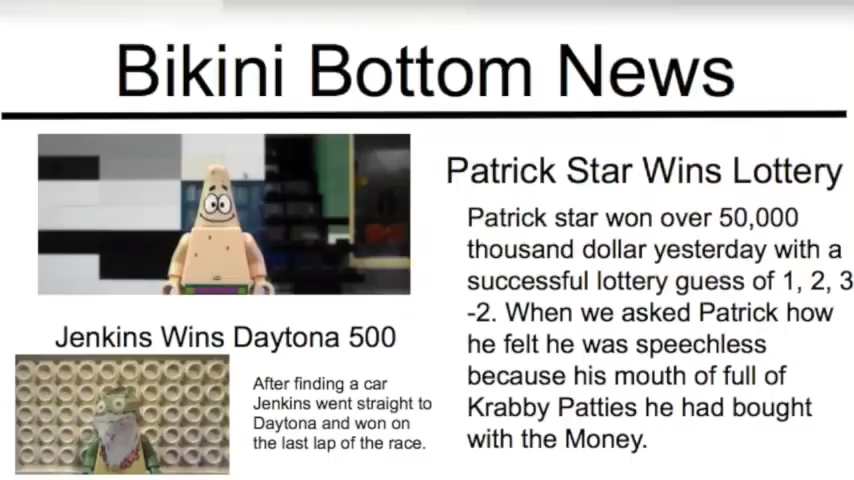 Bikini Bottom News
Patrick Star Wins Lottery
Patrick star won over 50,000
thousand dollar yesterday with a
successful lottery guess of 1, 2, 3
-2. When we asked Patrick how
he felt he was speechless
because his mouth of full of
Krabby Patties he had bought
with the Money.
Jenkins Wins Daytona 500
After finding a car
Jenkins went straight to
Daytona and won on
the last lap of the race.